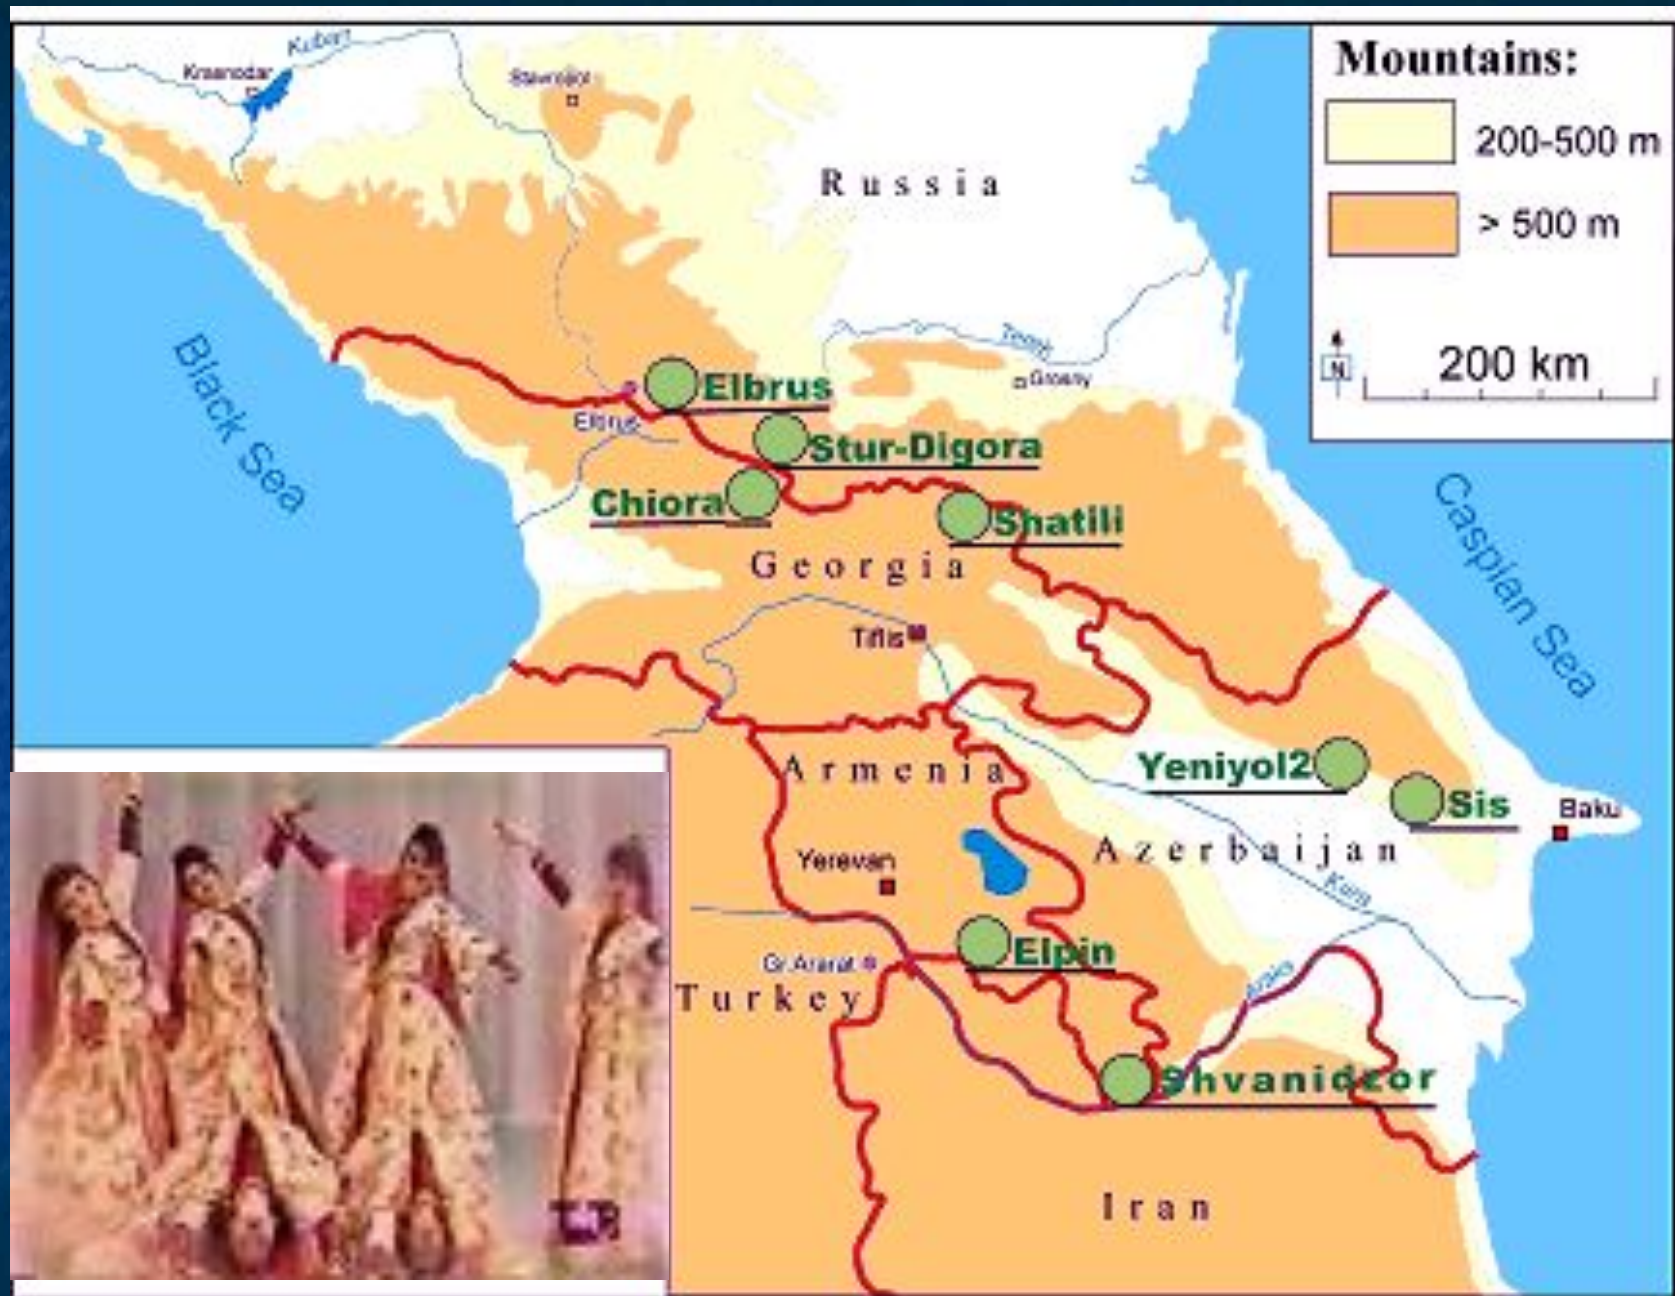 Mountains:
200-500 m
> 500 m
N
200 km
Kuban
Krasnodar
Stavropol
Russia
Black Sea
Terek
Grosny
Elbrus
Elbrus
Stur-Digora
Chiora
Shatili
Georgia
Caspian Sea
Tiflis
Armenia
Yeniyol2
Sis
Baku
Azerbaijan
Yerevan
Kura
Elpin
Gr.Ararat
Turkey
Araks
Shvanidzor
Iran